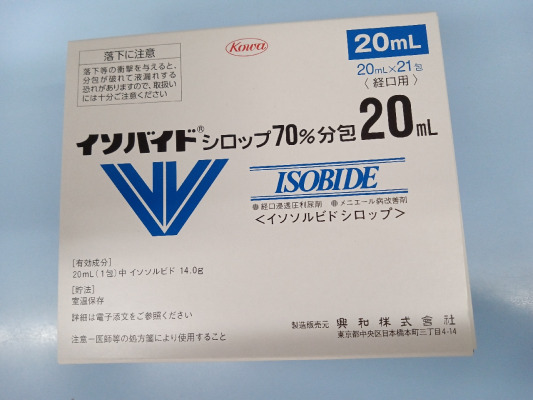 落下に注意
落下等の衝撃を与えると、
分包が破れて液漏れする
恐れがありますので、取扱い
には十分ご注意ください
Kowa
20mL
20mL×21包
〈経口用〉
イソバイド®シロップ70%分包20mL
ISOBIDE
経口浸透圧利尿剤 メニエール病改善剤
<イソソルビドシロップ>
[有効成分]
20mL(1包)中 イソソルビド 14.0g
[貯法]
室温保存
詳細は電子添文をご参照ください
注意-医師等の処方箋により使用すること
製造販売元 興和株式会社
東京都中央区日本橋本町三丁目4-14